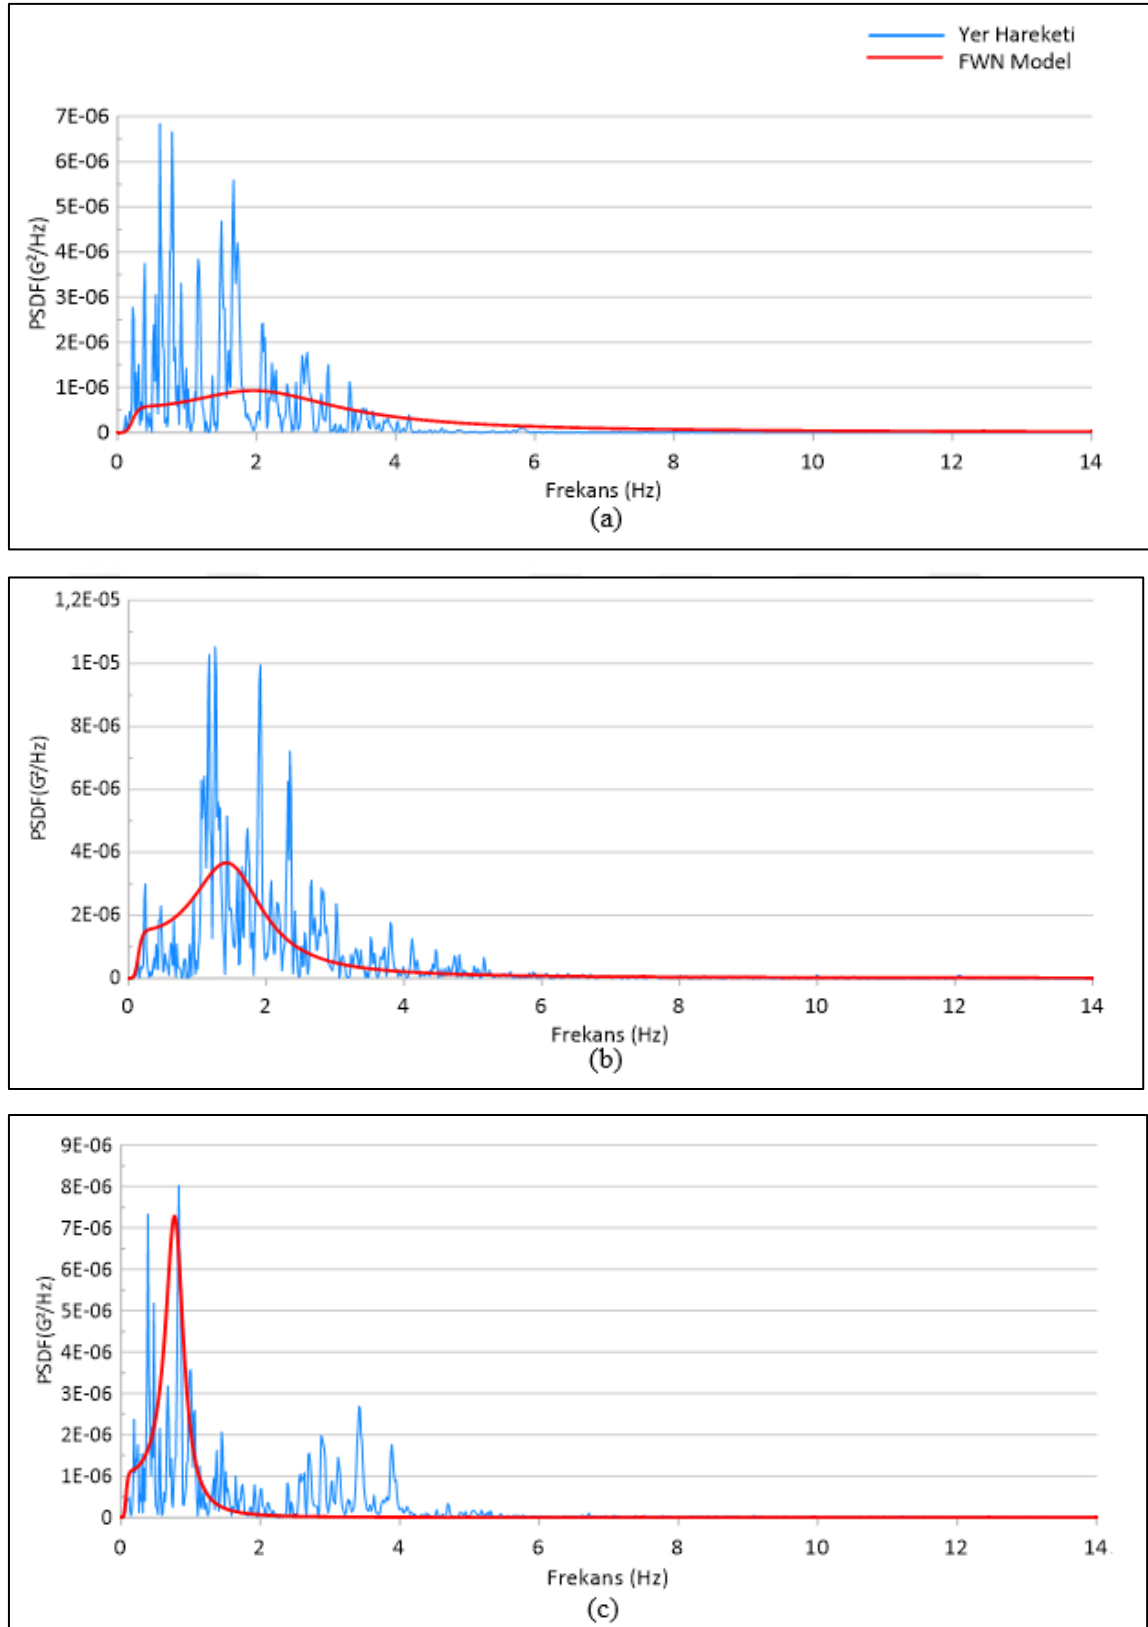 Yer Hareketi
FWN Model
7E-06
6E-06
5E-06
4E-06
3E-06
2E-06
1E-06
0
PSDF(G²/Hz)
0 2 4 6 8 10 12 14
Frekans (Hz)
(a)
1,2E-05
1E-05
8E-06
6E-06
4E-06
2E-06
0
PSDF(G²/Hz)
0 2 4 6 8 10 12 14
Frekans (Hz)
(b)
9E-06
8E-06
7E-06
6E-06
5E-06
4E-06
3E-06
2E-06
1E-06
0
PSDF(G²/Hz)
0 2 4 6 8 10 12 14
Frekans (Hz)
(c)